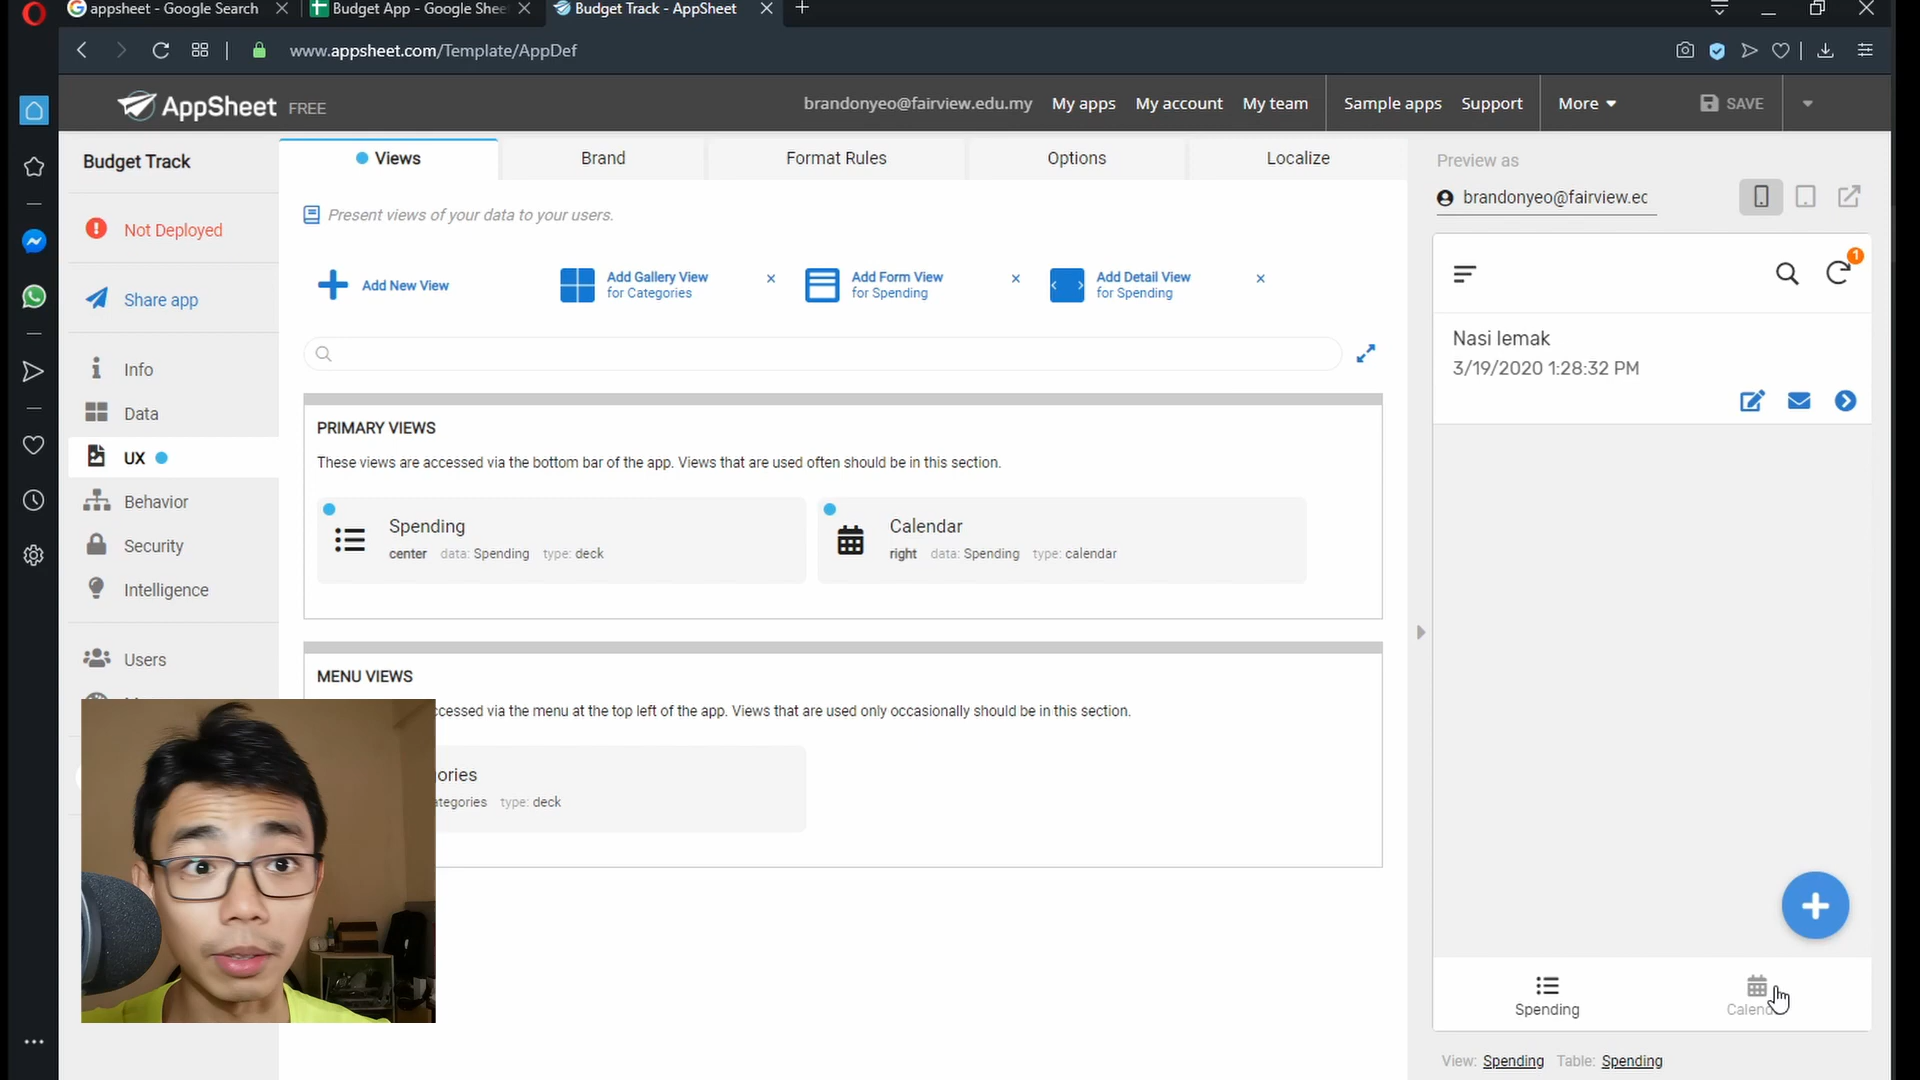 appsheet - Google Search
Budget App - Google Shee
Budget Track - AppSheet
www.appsheet.com/Template/AppDef
AppSheet FREE
brandonyeo@fairview.edu.my
My apps
My account
My team
Sample apps
Support
More
SAVE
Budget Track
Not Deployed
Share app
Info
Data
UX
Behavior
Security
Intelligence
Users
Views
Brand
Format Rules
Options
Localize
Present views of your data to your users.
Add New View
Add Gallery View
for Categories
Add Form View
for Spending
Add Detail View
for Spending
PRIMARY VIEWS
These views are accessed via the bottom bar of the app. Views that are used often should be in this section.
Spending
center data: Spending type: deck
Calendar
right data: Spending type: calendar
MENU VIEWS
ccessed via the menu at the top left of the app. Views that are used only occasionally should be in this section.
ories
ategories type: deck
Preview as
brandonyeo@fairview.ec
1
Nasi lemak
3/19/2020 1:28:32 PM
Spending
Calend
View: Spending Table: Spending